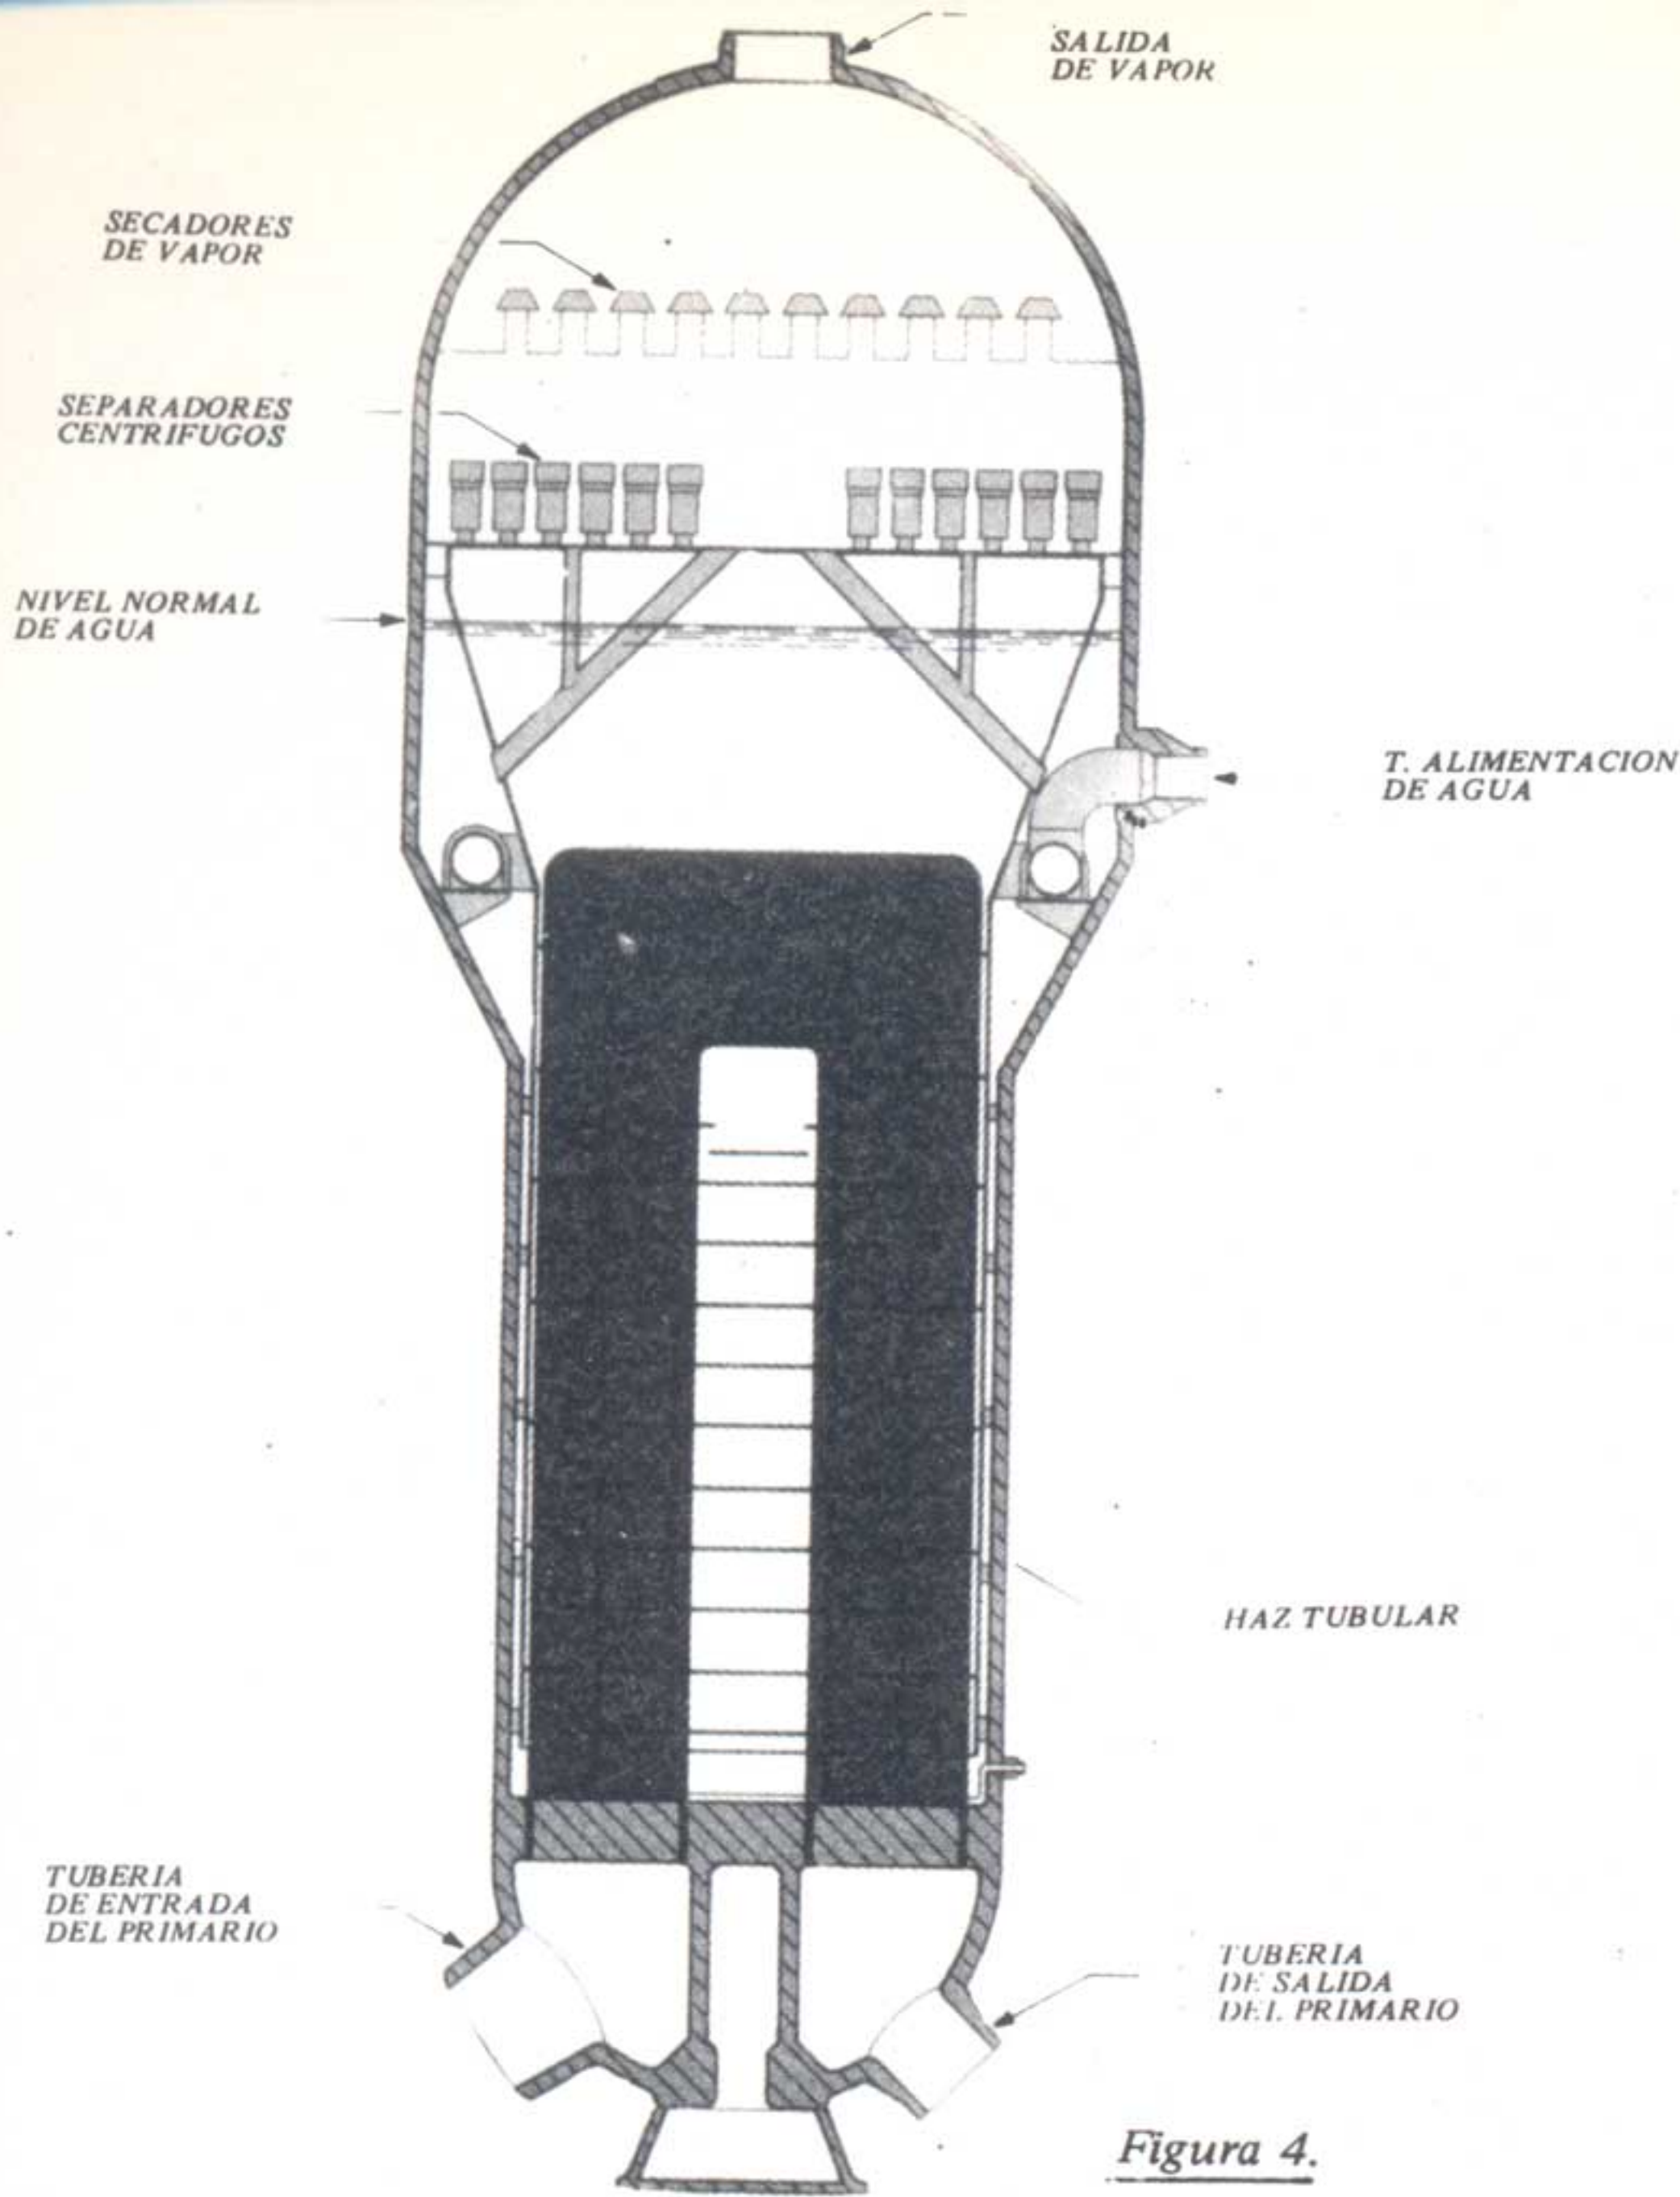 SALIDA
DE VAPOR
SECADORES
DE VAPOR
SEPARADORES
CENTRIFUGOS
NIVEL NORMAL
DE AGUA
T. ALIMENTACION
DE AGUA
HAZ TUBULAR
TUBERIA
DE ENTRADA
DEL PRIMARIO
TUBERIA
DE SALIDA
DEL PRIMARIO
Figura 4.